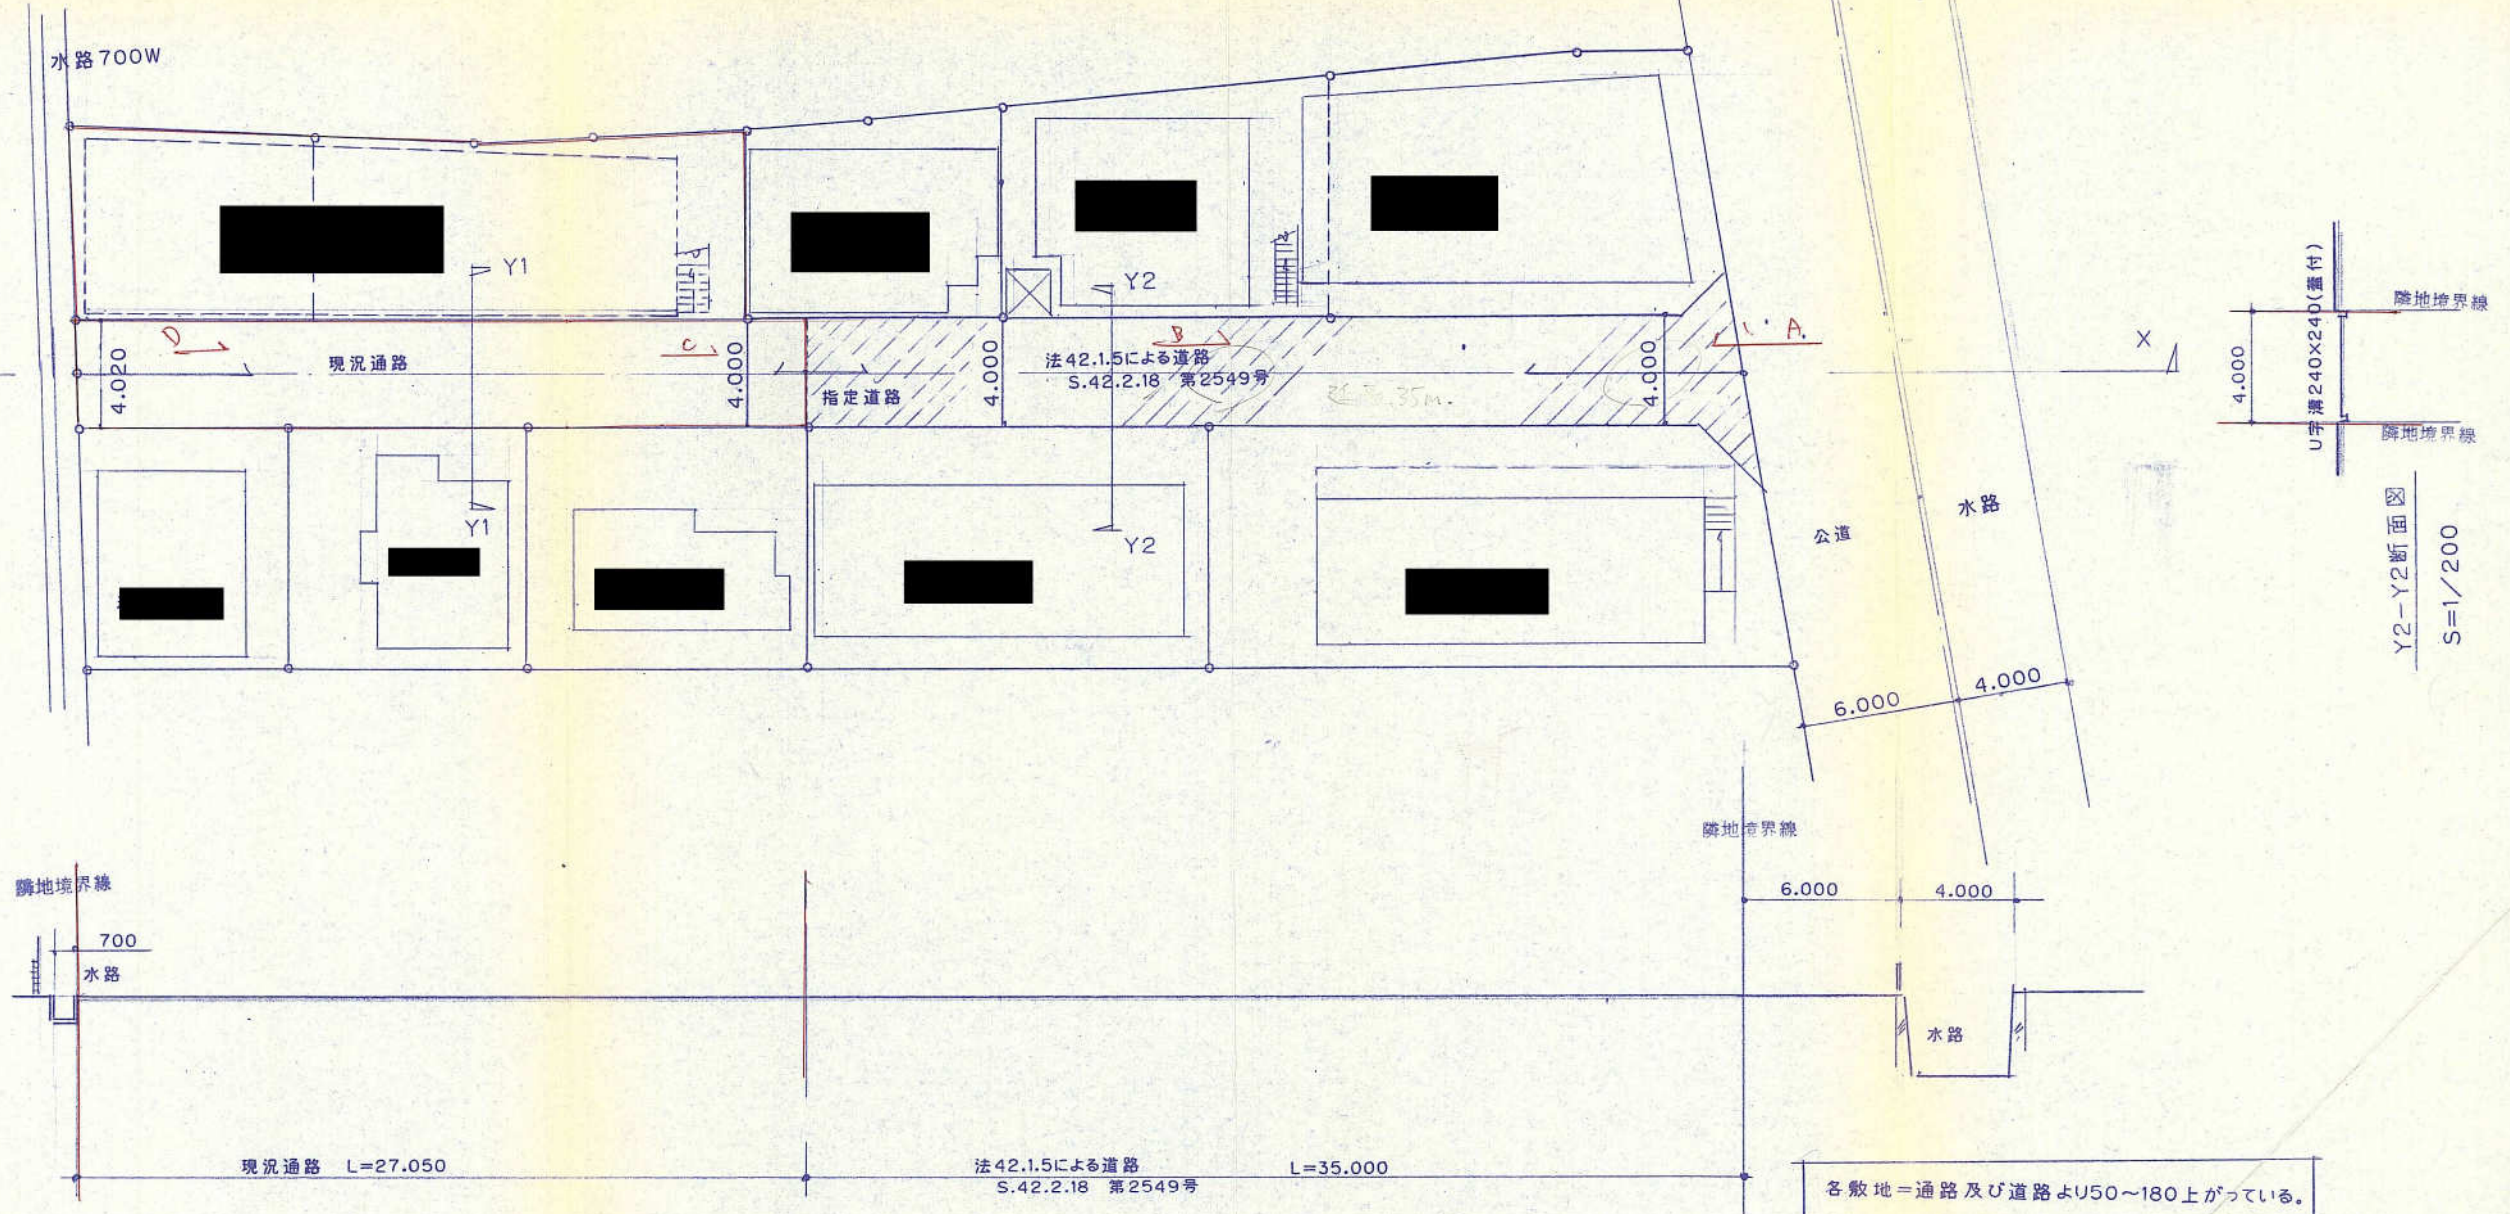 水路700W
Y1
Y2
D
現況通路
C
B
A.
4.020
4.000
4.000
4.000
法42.1.5による道路
S.42.2.18 第2549号
指定道路
35m.
X
Y1
Y2
公道
水路
6.000
4.000
4.000
U字溝240×240(蓋付)
隣地境界線
隣地境界線
Y2-Y2断面図
S=1/200
隣地境界線
700
水路
隣地境界線
6.000
4.000
水路
現況通路 L=27.050
法42.1.5による道路 L=35.000
S.42.2.18 第2549号
各敷地=通路及び道路より50~180上がっている。